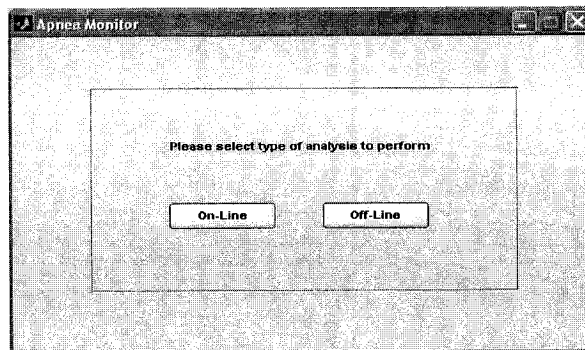 Apnea Monitor
Please select type of analysis to perform
On-Line
Off-Line